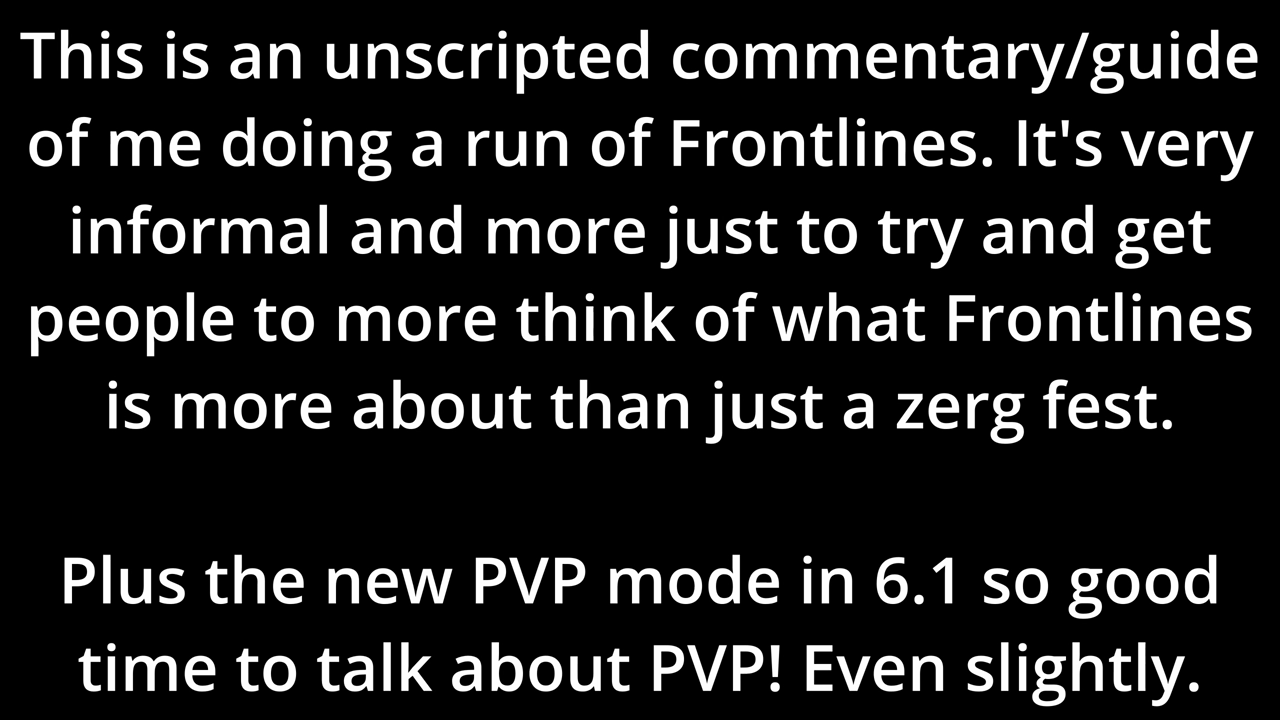 This is an unscripted commentary/guide
of me doing a run of Frontlines. It's very
informal and more just to try and get
people to more think of what Frontlines
is more about than just a zerg fest.
Plus the new PVP mode in 6.1 so good
time to talk about PVP! Even slightly.